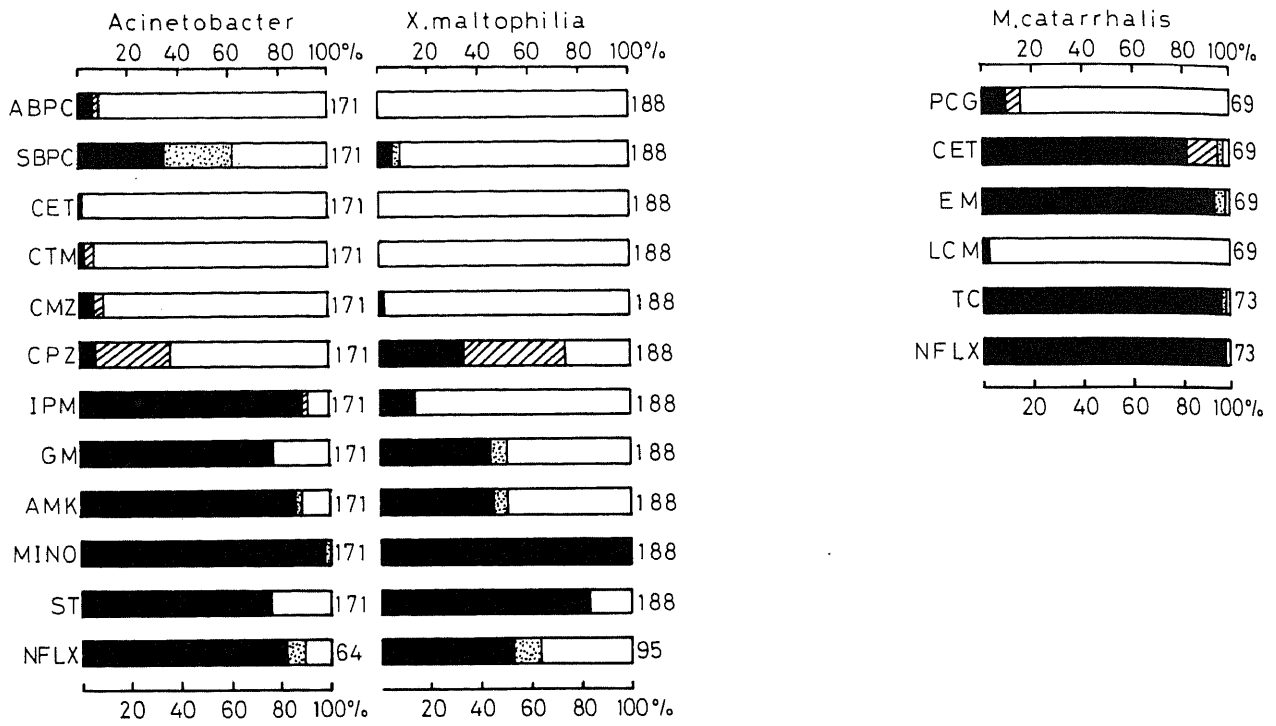 Acinetobacter
20 40 60 80 100%
X.maltophilia
20 40 60 80 100%
ABPC 171 188
SBPC 171 188
CET 171 188
CTM 171 188
CMZ 171 188
CPZ 171 188
IPM 171 188
GM 171 188
AMK 171 188
MINO 171 188
ST 171 188
NFLX 64 95
20 40 60 80 100%
20 40 60 80 100%
M.catarrhalis
20 40 60 80 100%
PCG 69
CET 69
EM 69
LCM 69
TC 73
NFLX 73
20 40 60 80 100%